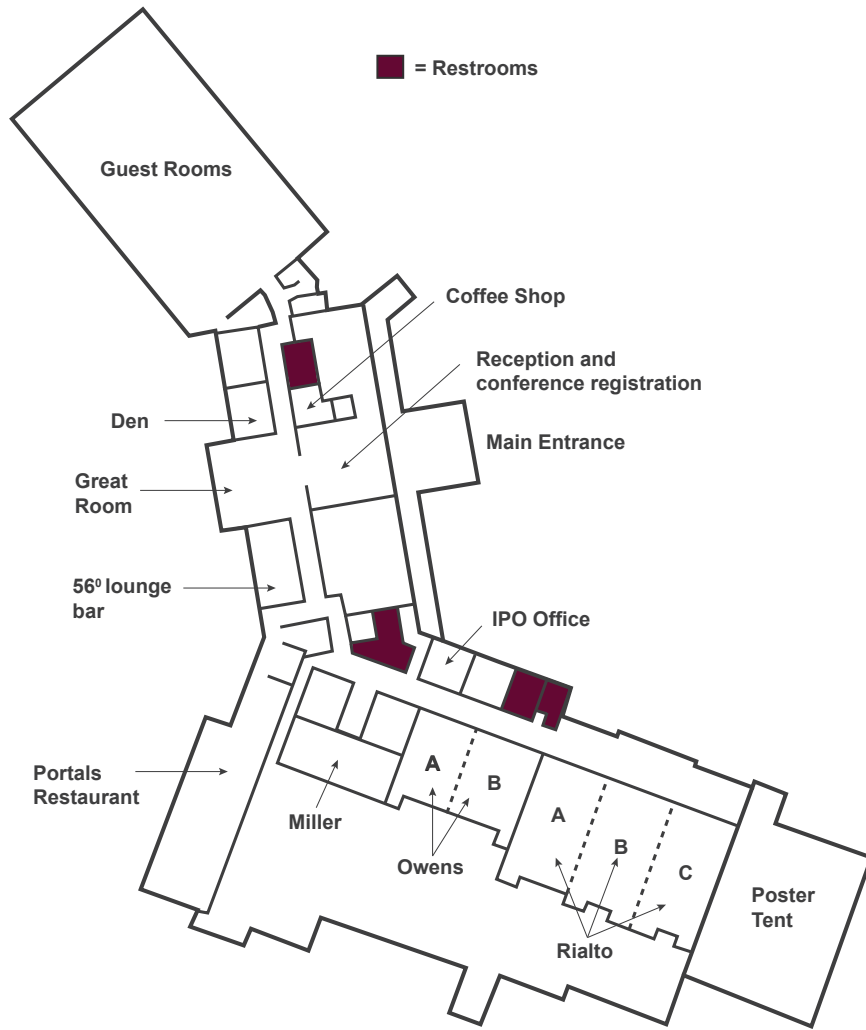 = Restrooms
Guest Rooms
Coffee Shop
Reception and
conference registration
Den
Main Entrance
Great
Room
56⁰ lounge
bar
IPO Office
Portals
Restaurant
A
B
Miller
Owens
A
B
C
Rialto
Poster
Tent